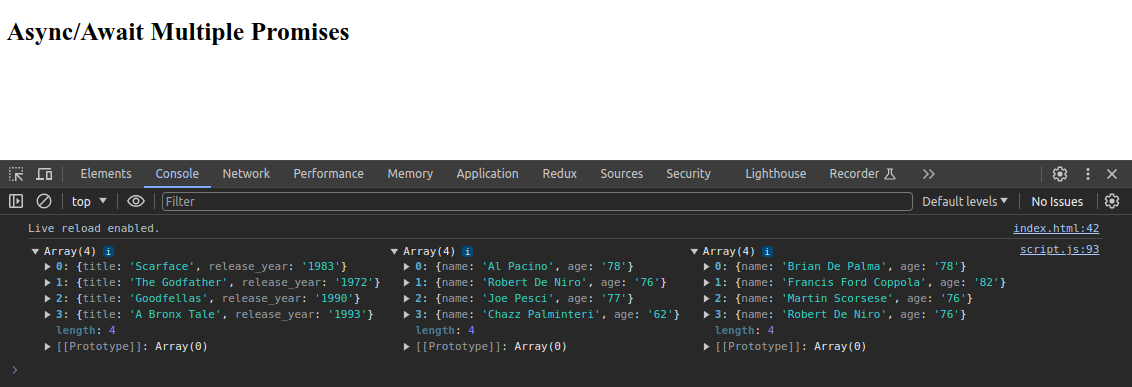 Async/Await Multiple Promises
Elements Console Network Performance Memory Application Redux Sources Security Lighthouse Recorder
top Filter Default levels No Issues
Live reload enabled. index.html:42
Array(4) i Array(4) i Array(4) i script.js:93
0: {title: 'Scarface', release_year: '1983'} 0: {name: 'Al Pacino', age: '78'} 0: {name: 'Brian De Palma', age: '78'}
1: {title: 'The Godfather', release_year: '1972'} 1: {name: 'Robert De Niro', age: '76'} 1: {name: 'Francis Ford Coppola', age: '82'}
2: {title: 'Goodfellas', release_year: '1990'} 2: {name: 'Joe Pesci', age: '77'} 2: {name: 'Martin Scorsese', age: '76'}
3: {title: 'A Bronx Tale', release_year: '1993'} 3: {name: 'Chazz Palminteri', age: '62'} 3: {name: 'Robert De Niro', age: '76'}
length: 4 length: 4 length: 4
[[Prototype]]: Array(0) [[Prototype]]: Array(0) [[Prototype]]: Array(0)